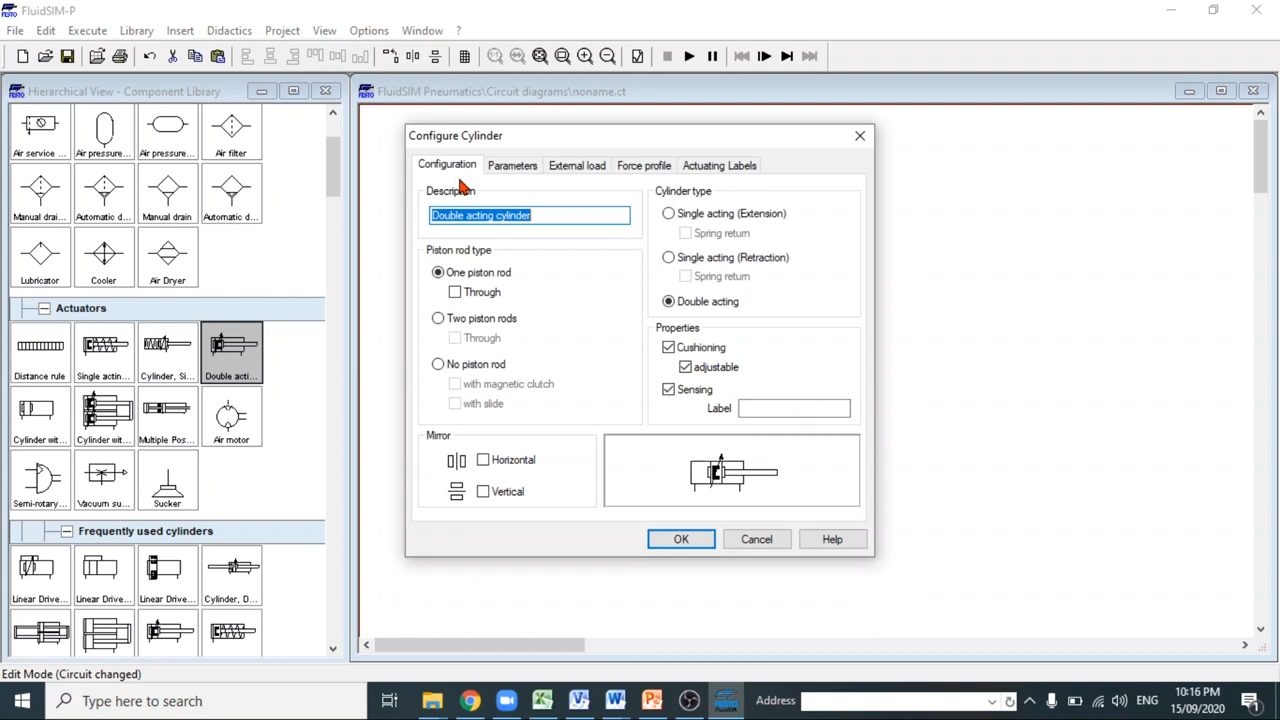 FESTO FluidSIM-P
File Edit Execute Library Insert Didactics Project View Options Window ?
Hierarchical View - Component Library
Air service ... Air pressure... Air pressure... Air filter
Manual drai... Automatic d... Manual drain Automatic d...
Lubricator Cooler Air Dryer
Actuators
Distance rule Single actin... Cylinder, Si... Double acti...
Cylinder wit... Cylinder wit... Multiple Pos... Air motor
Semi-rotary... Vacuum su... Sucker
Frequently used cylinders
Linear Drive... Linear Drive... Linear Drive... Cylinder, D...
FluidSIM Pneumatics\Circuit diagrams\noname.ct
Configure Cylinder
Configuration Parameters External load Force profile Actuating Labels
Description
Double acting cylinder
Piston rod type
One piston rod
Through
Two piston rods
Through
No piston rod
with magnetic clutch
with slide
Mirror
Horizontal
Vertical
Cylinder type
Single acting (Extension)
Spring return
Single acting (Retraction)
Spring return
Double acting
Properties
Cushioning
adjustable
Sensing
Label
OK Cancel Help
Edit Mode (Circuit changed)
Type here to search
Address
ENG
10:16 PM
15/09/2020